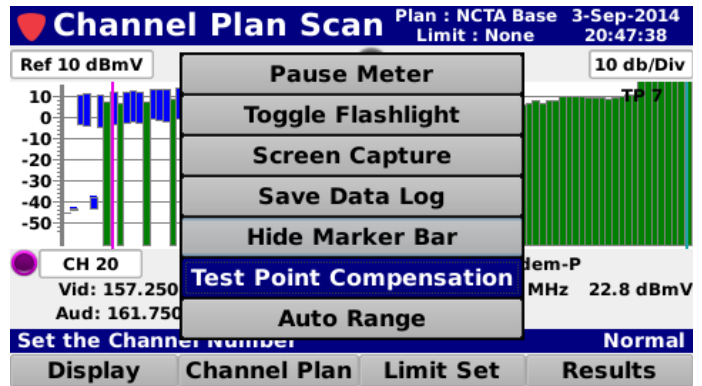 Channel Plan Scan
Plan : NCTA Base 3-Sep-2014
Limit : None 20:47:38
Ref 10 dBmV
10 db/Div
TP 7
10
0
-10
-20
-30
-40
-50
Pause Meter
Toggle Flashlight
Screen Capture
Save Data Log
Hide Marker Bar
Test Point Compensation
Auto Range
CH 20
dem-P
Vid: 157.250
MHz 22.8 dBmV
Aud: 161.750
Set the Channel Number
Normal
Display Channel Plan Limit Set Results